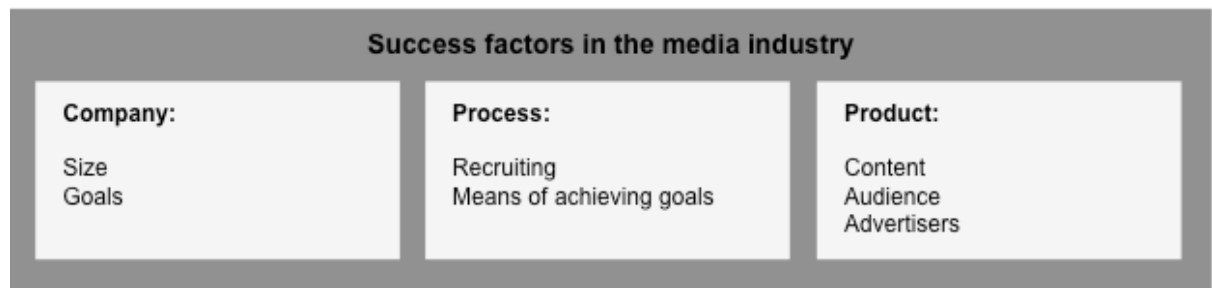 Success factors in the media industry
Company:
Size
Goals
Process:
Recruiting
Means of achieving goals
Product:
Content
Audience
Advertisers